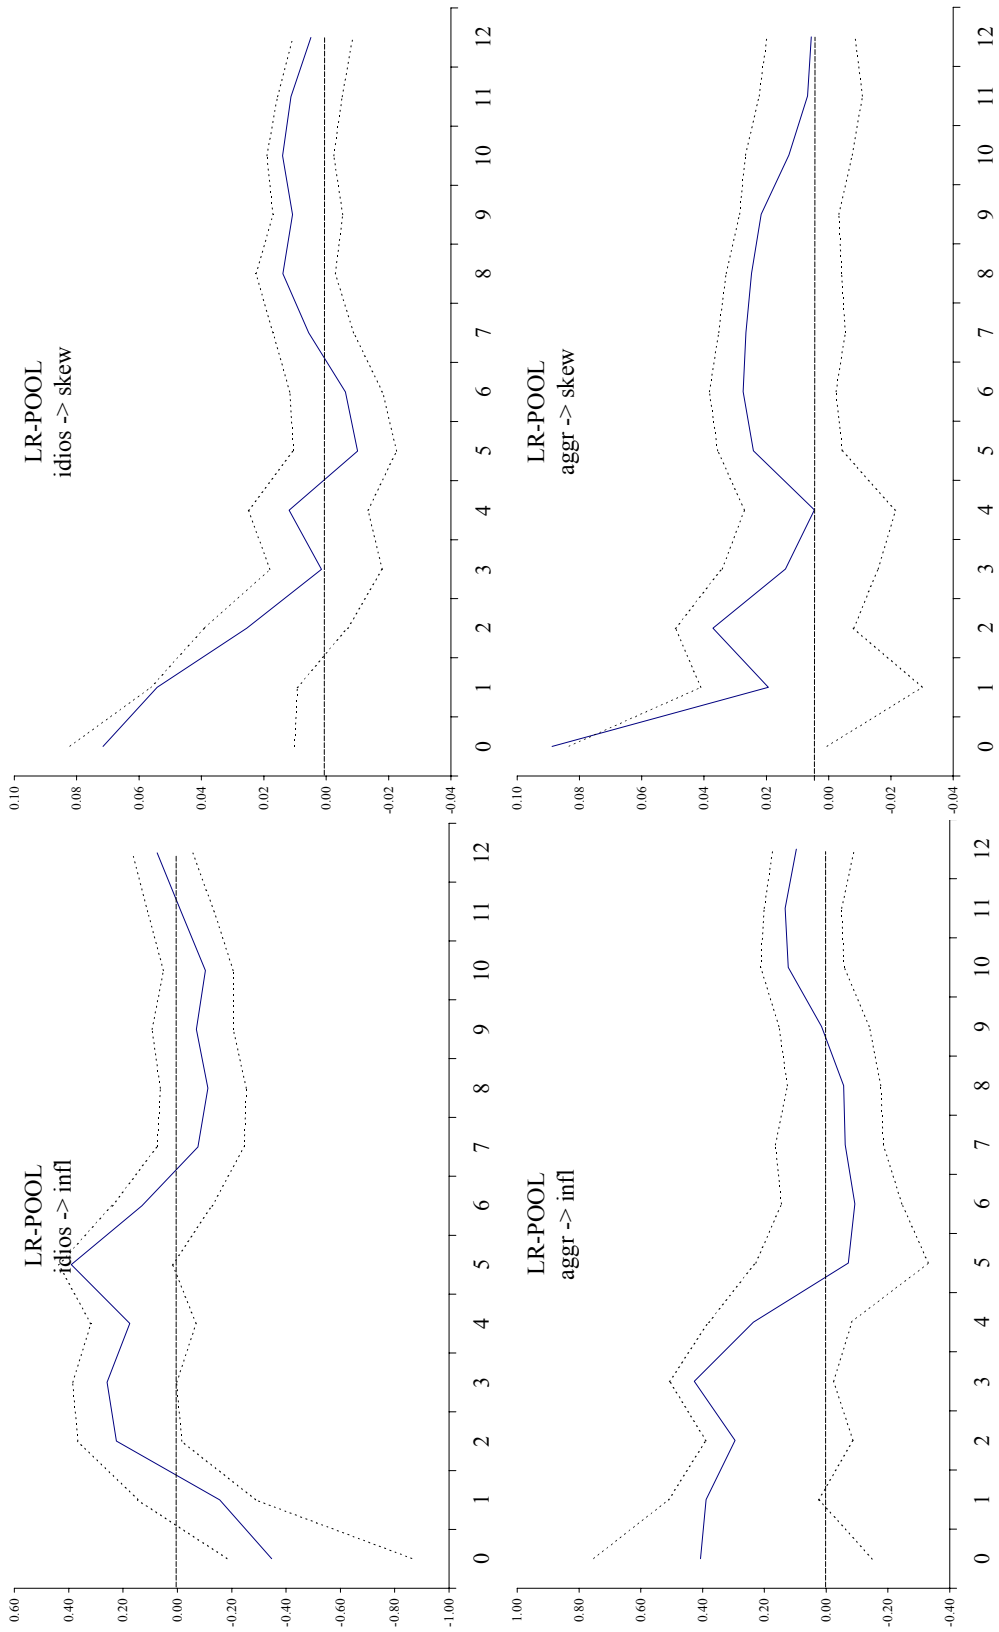 LR-POOL
idios -> infl
0.60
0.40
0.20
0.00
-0.20
-0.40
-0.60
-0.80
-1.00
0 1 2 3 4 5 6 7 8 9 10 11 12
LR-POOL
idios -> skew
0.10
0.08
0.06
0.04
0.02
0.00
-0.02
-0.04
0 1 2 3 4 5 6 7 8 9 10 11 12
LR-POOL
aggr -> infl
1.00
0.80
0.60
0.40
0.20
0.00
-0.20
-0.40
0 1 2 3 4 5 6 7 8 9 10 11 12
LR-POOL
aggr -> skew
0.10
0.08
0.06
0.04
0.02
0.00
-0.02
-0.04
0 1 2 3 4 5 6 7 8 9 10 11 12